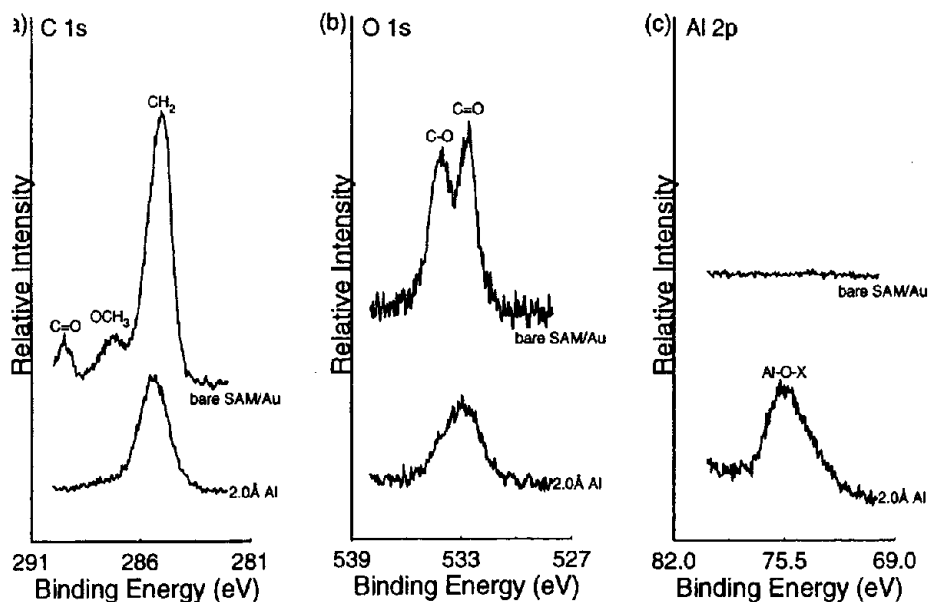 a) C 1s
CH2
C=O
OCH3
bare SAM/Au
2.0Å Al
Relative Intensity
291 286 281
Binding Energy (eV)
(b) O 1s
C-O
C=O
bare SAM/Au
2.0Å Al
Relative Intensity
539 533 527
Binding Energy (eV)
(c) Al 2p
bare SAM/Au
Al-O-X
2.0Å Al
Relative Intensity
82.0 75.5 69.0
Binding Energy (eV)